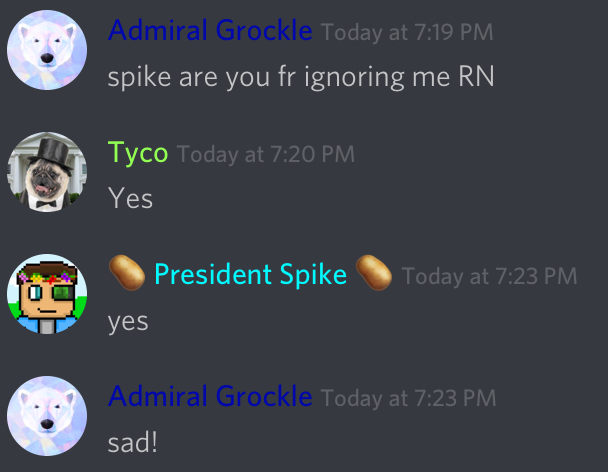 Admiral Grockle Today at 7:19 PM
spike are you fr ignoring me RN
Tyco Today at 7:20 PM
Yes
🥔 President Spike 🥔 Today at 7:23 PM
yes
Admiral Grockle Today at 7:23 PM
sad!